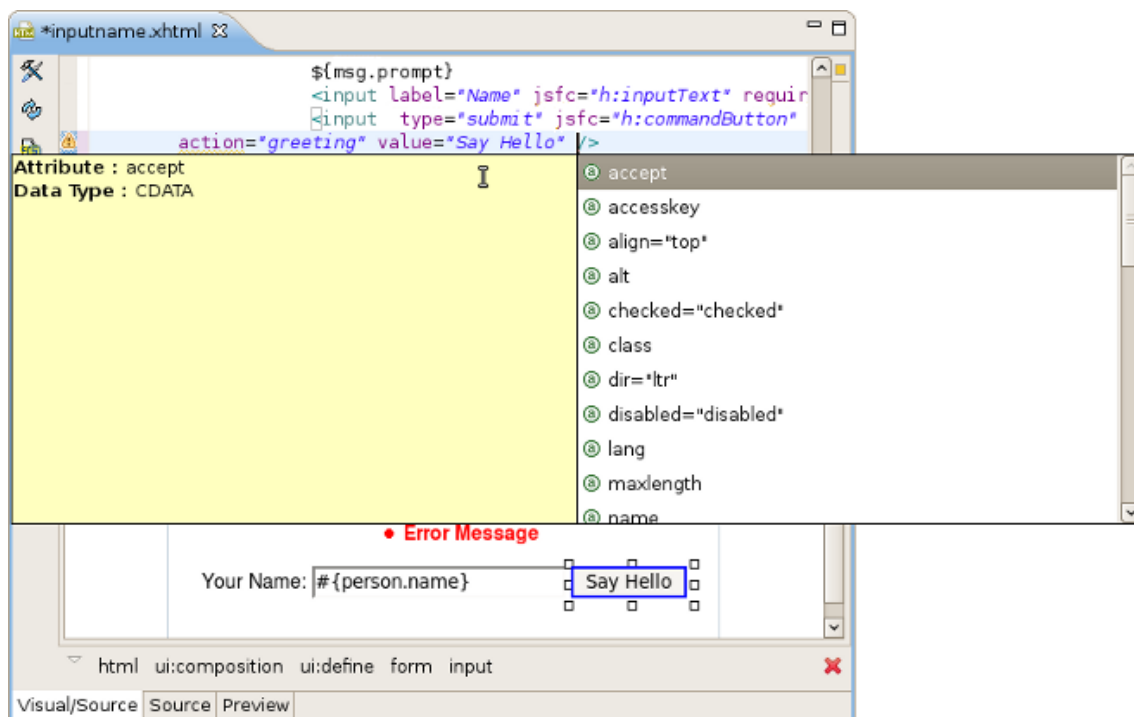 *inputname.xhtml
${msg.prompt}
<input label="Name" jsfc="h:inputText" requir
<input type="submit" jsfc="h:commandButton"
action="greeting" value="Say Hello" />
Attribute : accept
Data Type : CDATA
accept
accesskey
align="top"
alt
checked="checked"
class
dir="ltr"
disabled="disabled"
lang
maxlength
name
• Error Message
Your Name: #{person.name} Say Hello
html ui:composition ui:define form input
Visual/Source Source Preview